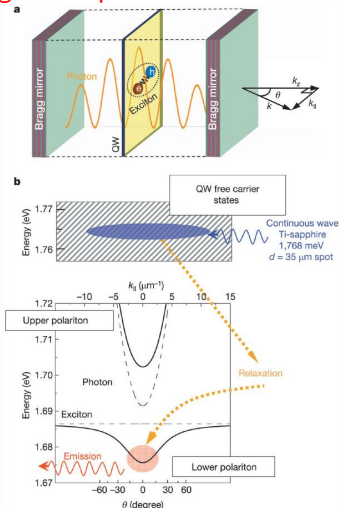 a
Bragg mirror
Photon
e
h
Exciton
QW
Bragg mirror
kz
θ
k
k||
b
QW free carrier
states
Energy (eV)
1.77
1.76
Continuous wave
Ti-sapphire
1,768 meV
d = 35 μm spot
k|| (μm⁻¹)
−10 −5 0 5 10 15
1.72
1.71
1.70
1.69
1.68
1.67
Energy (eV)
Upper polariton
Photon
Exciton
Relaxation
Emission
Lower polariton
−60 −30 0 30 60
θ (degree)